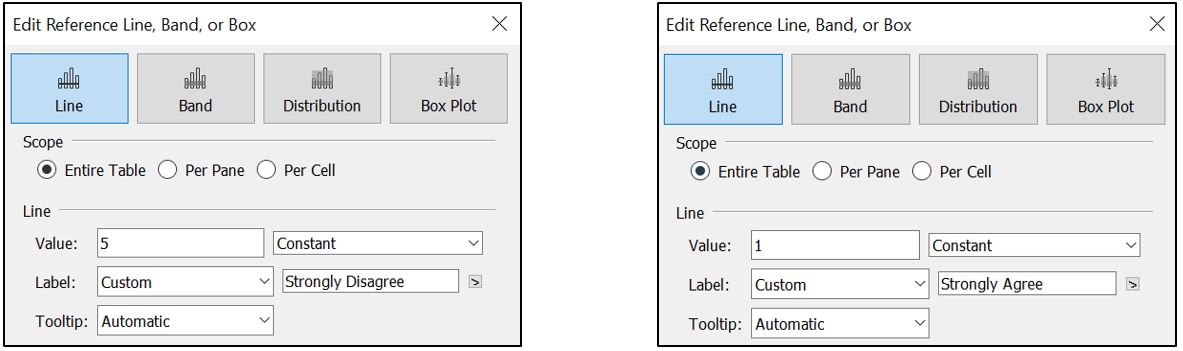 Edit Reference Line, Band, or Box
Line Band Distribution Box Plot
Scope
Entire Table Per Pane Per Cell
Line
Value: 5 Constant
Label: Custom Strongly Disagree >
Tooltip: Automatic
Edit Reference Line, Band, or Box
Line Band Distribution Box Plot
Scope
Entire Table Per Pane Per Cell
Line
Value: 1 Constant
Label: Custom Strongly Agree >
Tooltip: Automatic